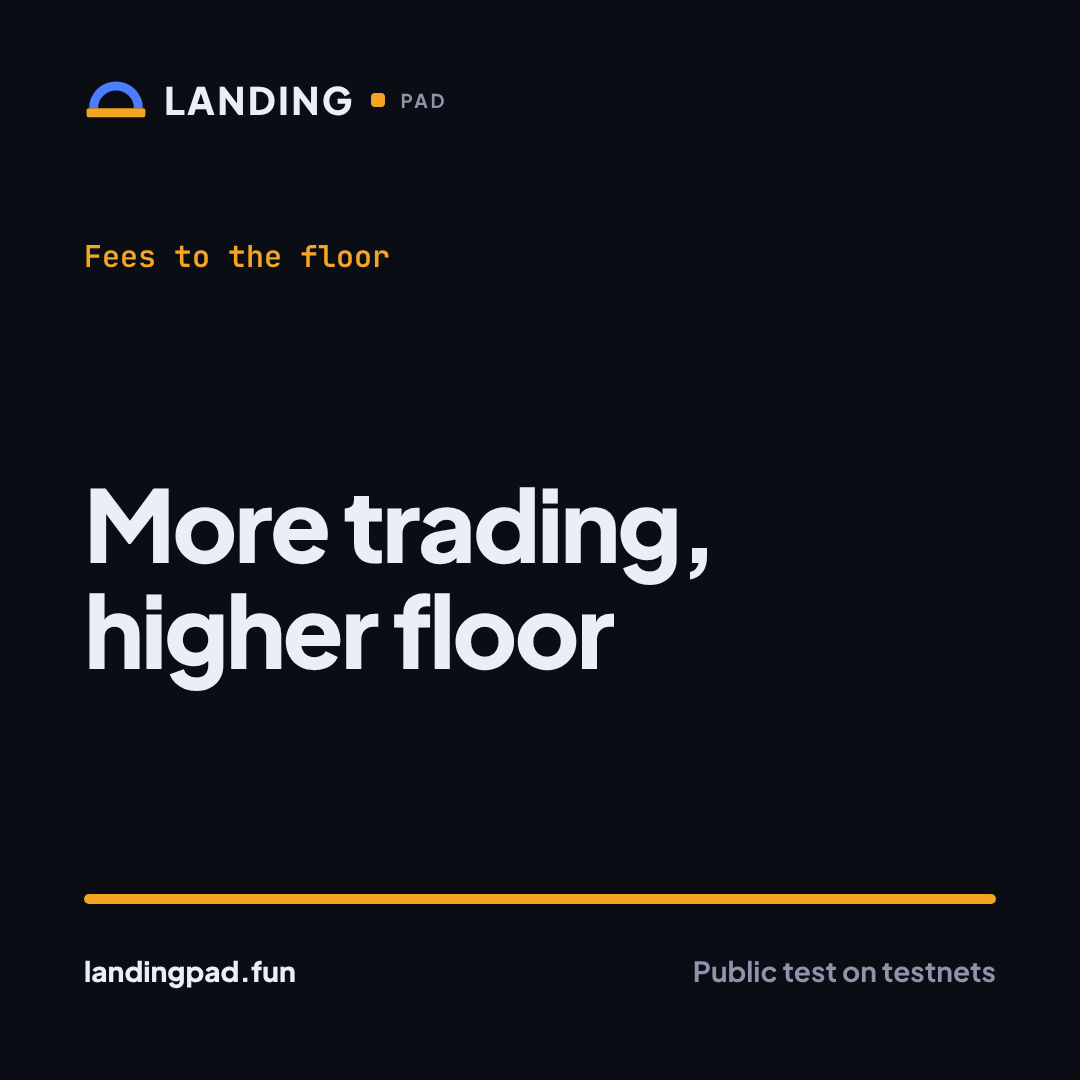 LANDING PAD
Fees to the floor
More trading,
higher floor
landingpad.fun
Public test on testnets